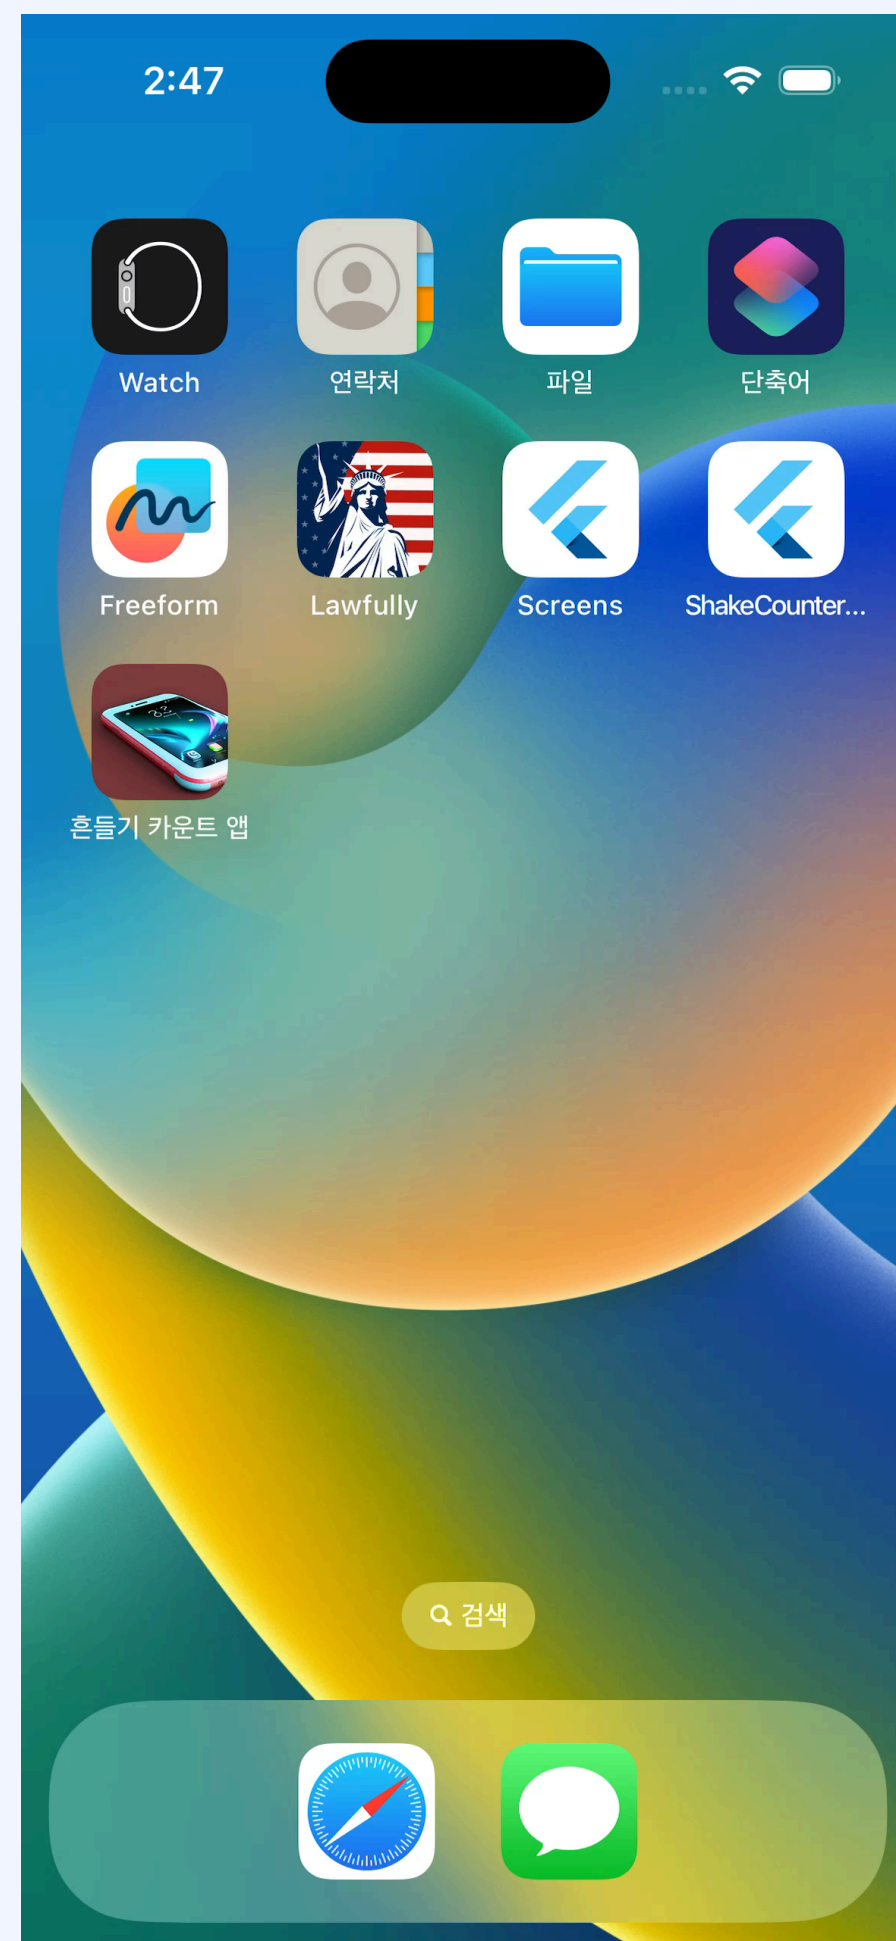 2:47
Watch
연락처
파일
단축어
Freeform
Lawfully
Screens
ShakeCounter...
흔들기 카운트 앱
검색